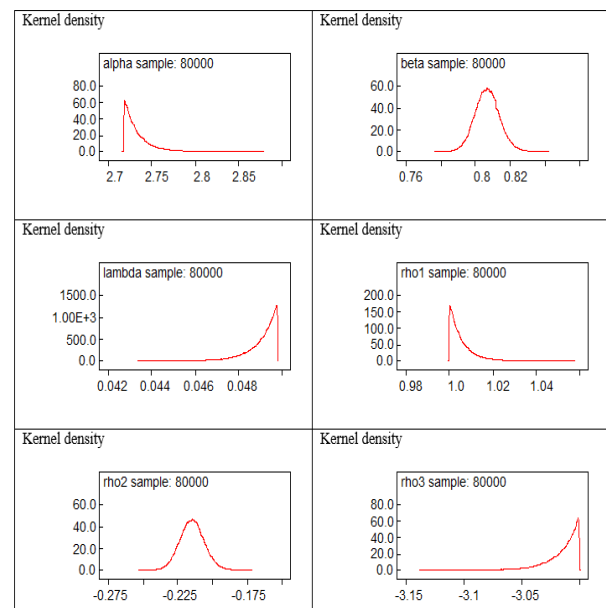 Kernel density
alpha sample: 80000
80.0
60.0
40.0
20.0
0.0
2.7 2.75 2.8 2.85
Kernel density
beta sample: 80000
60.0
40.0
20.0
0.0
0.76 0.8 0.82
Kernel density
lambda sample: 80000
1500.0
1.00E+3
500.0
0.0
0.042 0.044 0.046 0.048
Kernel density
rho1 sample: 80000
200.0
150.0
100.0
50.0
0.0
0.98 1.0 1.02 1.04
Kernel density
rho2 sample: 80000
60.0
40.0
20.0
0.0
-0.275 -0.225 -0.175
Kernel density
rho3 sample: 80000
80.0
60.0
40.0
20.0
0.0
-3.15 -3.1 -3.05